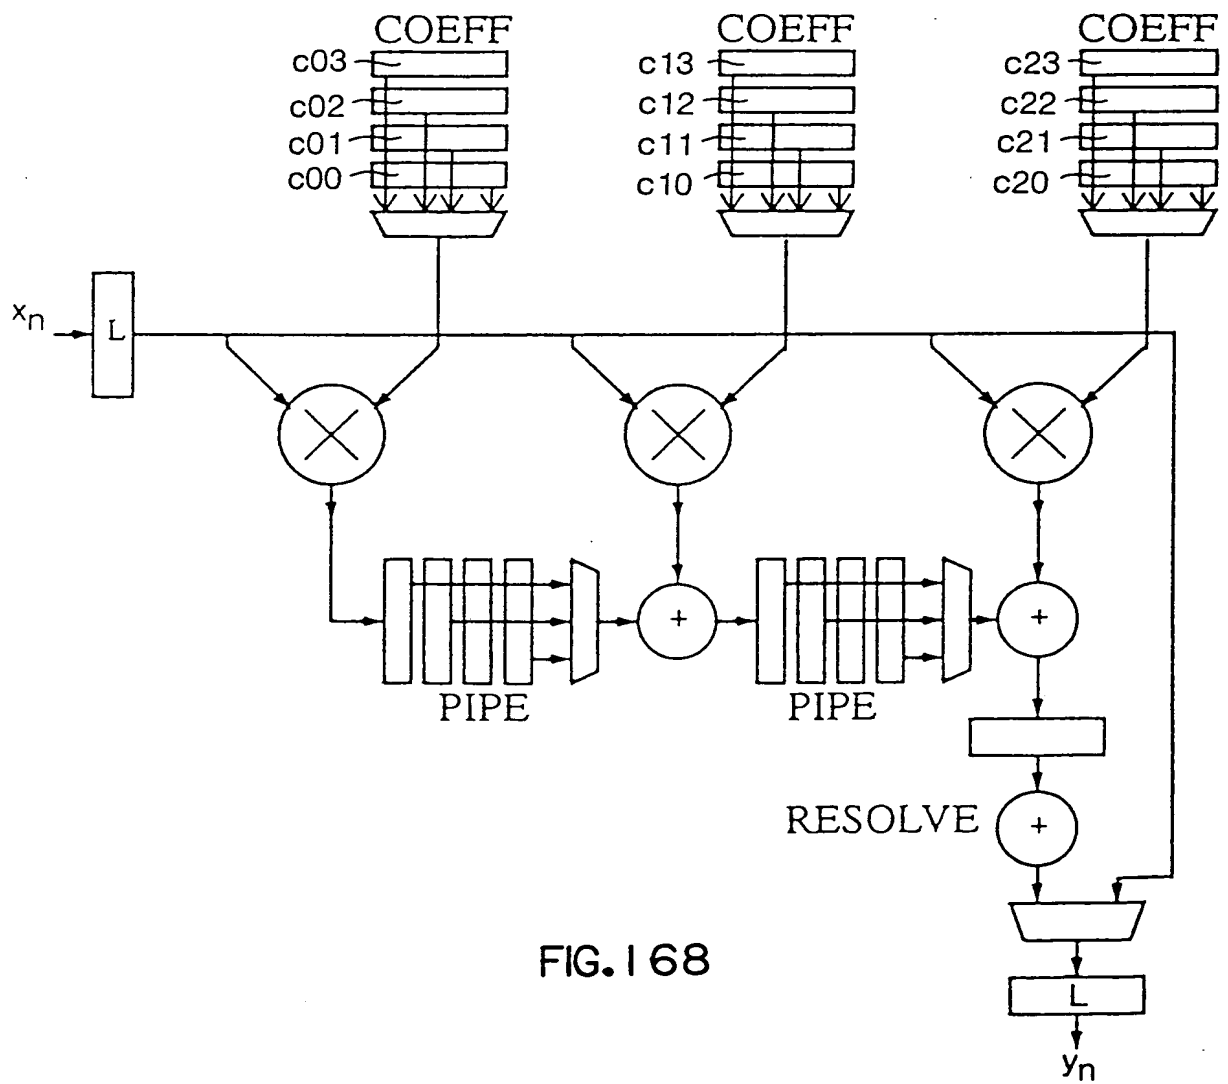 COEFF COEFF COEFF
c03 c13 c23
c02 c12 c22
c01 c11 c21
c00 c10 c20
xn
L
+ +
PIPE PIPE
RESOLVE +
FIG.168
L
yn